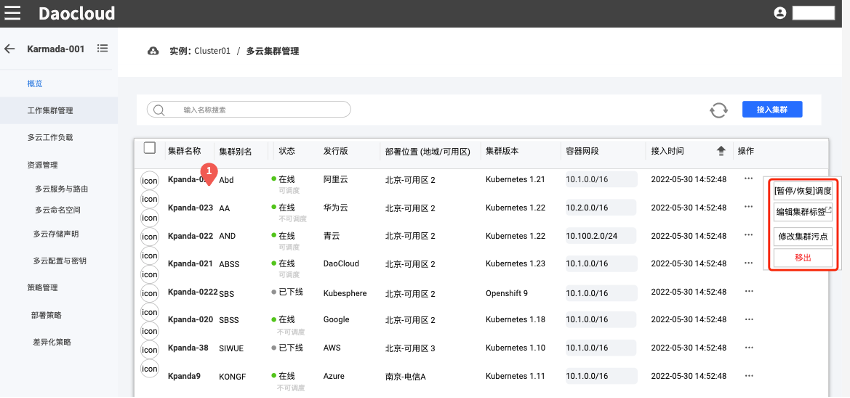 Daocloud
Karmada-001
实例：Cluster01 / 多云集群管理
概览
工作集群管理
多云工作负载
资源管理
多云服务与路由
多云命名空间
多云存储声明
多云配置与密钥
策略管理
部署策略
差异化策略
输入名称搜索
接入集群
集群名称 集群别名 状态 发行版 部署位置 (地域/可用区) 集群版本 容器网段 接入时间 操作
1
icon Abd 在线 阿里云 北京-可用区 2 Kubernetes 1.21 10.1.0.0/16 2022-05-30 14:52:48 ···
可调度
icon Kpanda-023 AA 在线 华为云 北京-可用区 2 Kubernetes 1.22 10.2.0.0/16 2022-05-30 14:52:48 ···
可调度
icon Kpanda-022 AND 在线 青云 北京-可用区 2 Kubernetes 1.22 10.100.2.0/24 2022-05-30 14:52:48 ···
可调度
icon Kpanda-021 ABSS 在线 DaoCloud 北京-可用区 2 Kubernetes 1.23 10.1.0.0/16 2022-05-30 14:52:48 ···
不可调度
icon Kpanda-0222 SBS 已下线 Kubesphere 北京-可用区 2 Openshift 9 10.1.0.0/16 2022-05-30 14:52:48 ···
icon Kpanda-020 SBSS 在线 Google 北京-可用区 2 Kubernetes 1.18 10.1.0.0/16 2022-05-30 14:52:48 ···
不可调度
icon Kpanda-38 SIWUE 已下线 AWS 北京-可用区 3 Kubernetes 1.10 10.1.0.0/16 2022-05-30 14:52:48 ···
icon Kpanda9 KONGF 在线 Azure 南京-电信A Kubernetes 1.11 10.1.0.0/16 2022-05-30 14:52:48 ···
不可调度
[暂停/恢复]调度
编辑集群标签
修改集群污点
移出